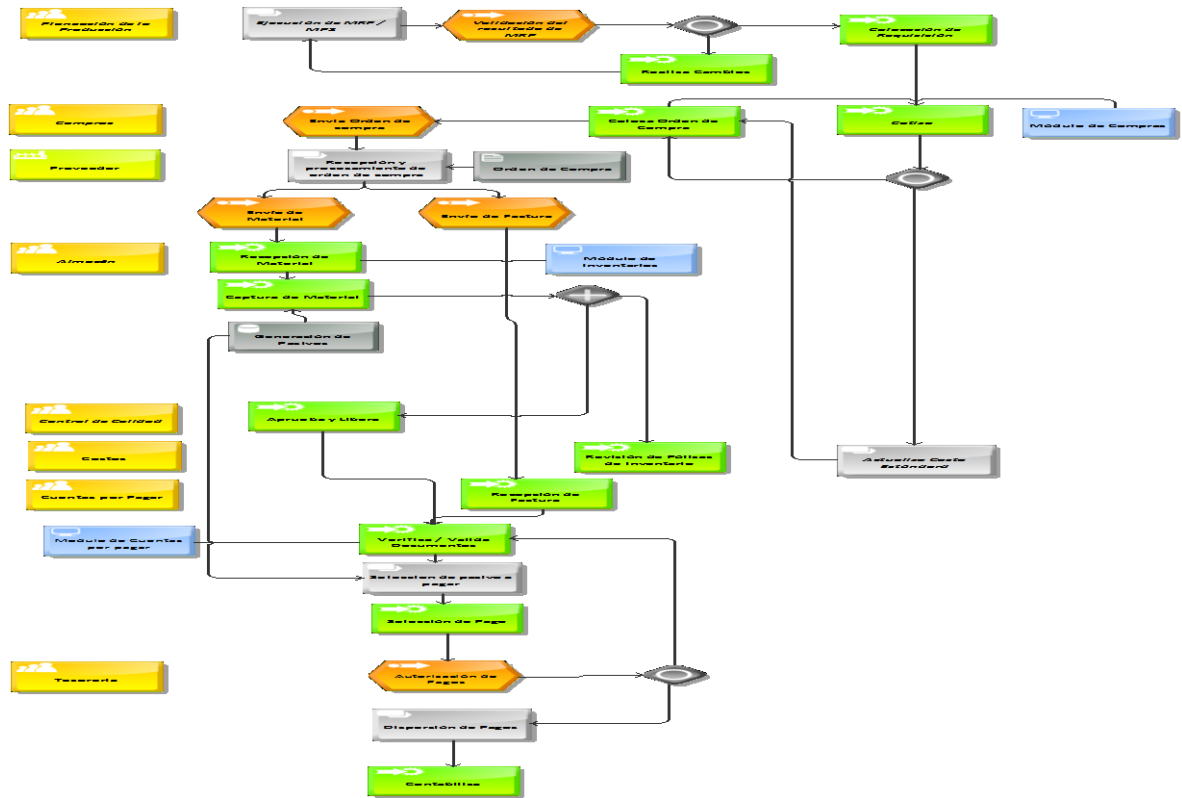 Planeación de la
Producción
Ejecución de MRP /
MPS
Validación del
resultado de
MRP
Colocación de
Requisición
Realiza Cambios
Compras
Envía Orden de
compra
Coloca Orden de
Compra
Cotiza
Módulo de Compras
Proveedor
Recepción y
procesamiento de
orden de compra
Orden de Compra
Envío de
Material
Envío de Factura
Almacén
Recepción de
Material
Módulo de
Inventarios
Captura de Material
Generación de
Pasivos
Control de Calidad
Aprueba y Libera
Costos
Revisión de Pólizas
de Inventario
Actualiza Costo
Estándard
Cuentas por Pagar
Recepción de
Factura
Módulo de Cuentas
por pagar
Verifica / Valida
Documentos
Selección de pasivo a
pagar
Selección de Pago
Tesorería
Autorización de
Pagos
Dispersión de Pagos
Contabiliza